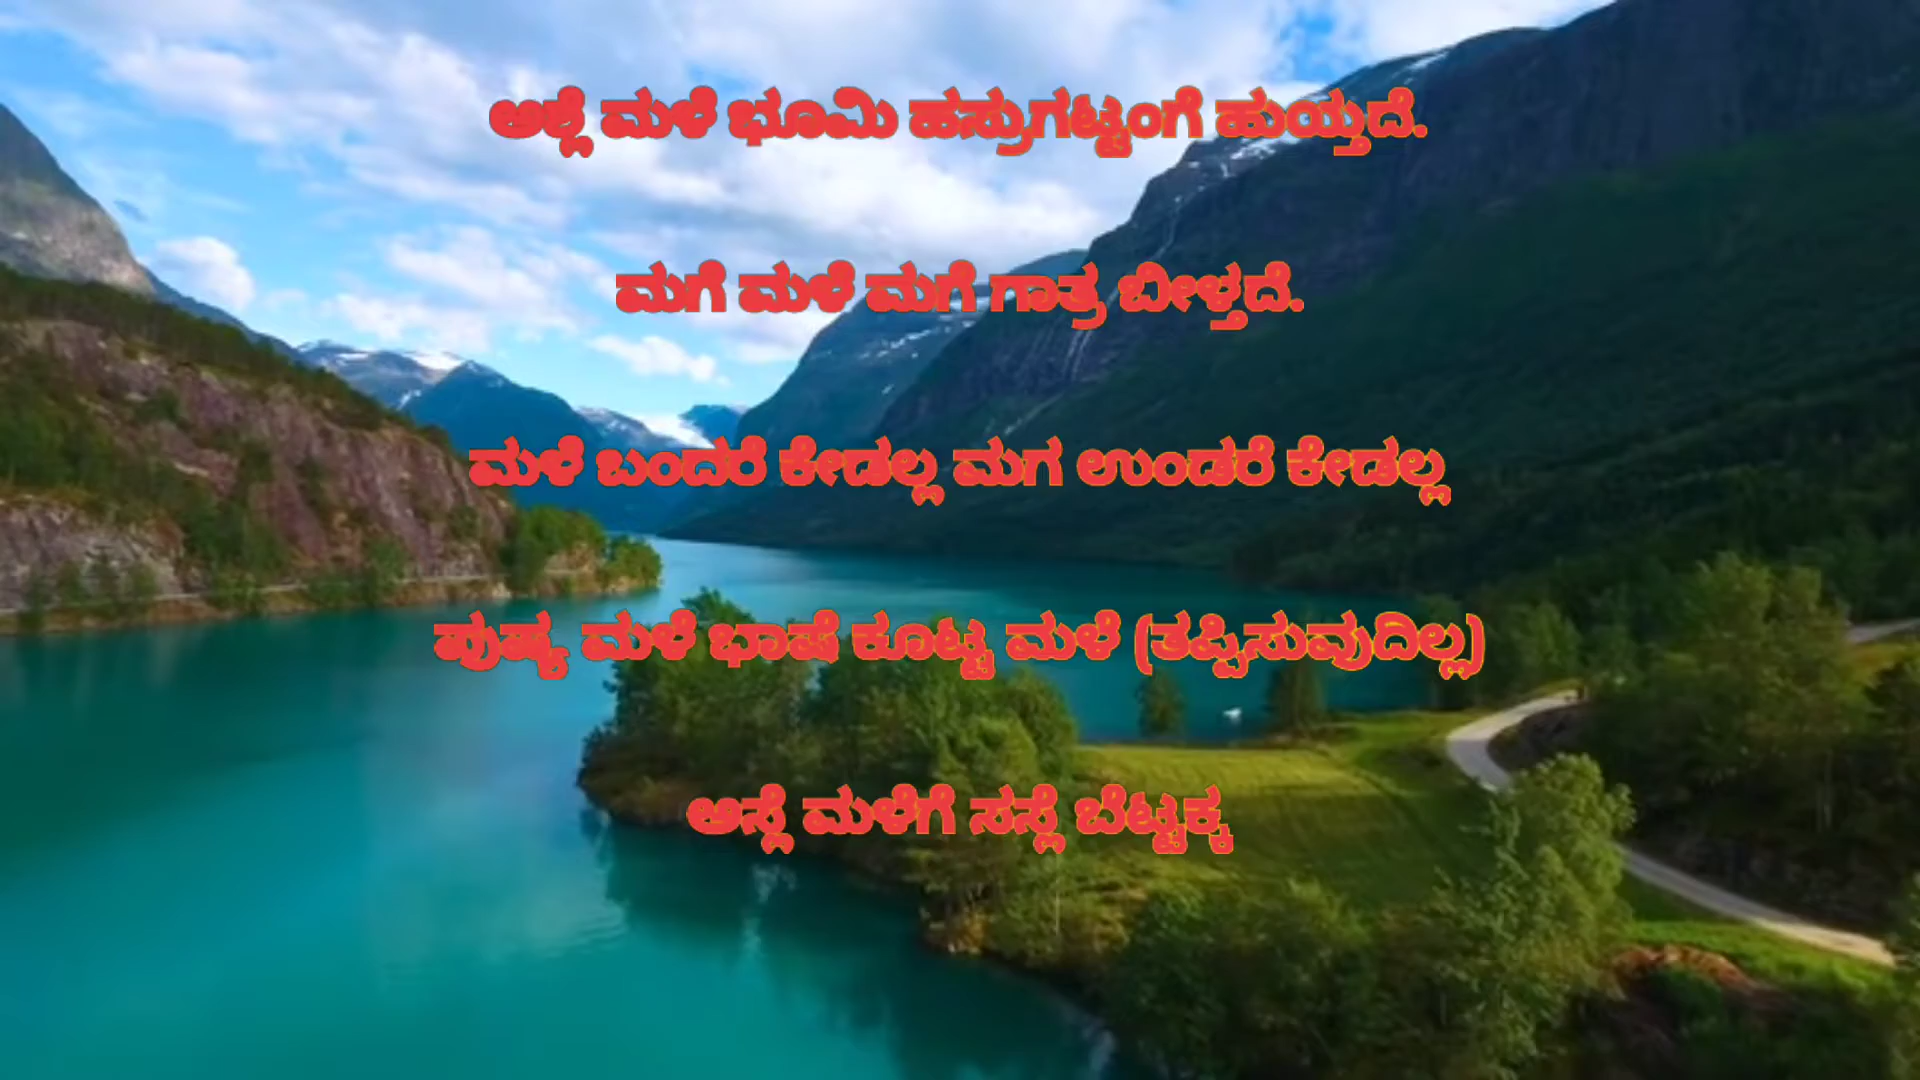 ಆಶ್ಲೆ ಮಳೆ ಭೂಮಿ ಹಸ್ರುಗಟ್ಟಂಗೆ ಹುಯ್ತದೆ.
ಮಗೆ ಮಳೆ ಮಗೆ ಗಾತ್ರ ಬೀಳ್ತದೆ.
ಮಳೆ ಬಂದರೆ ಕೇಡಲ್ಲ ಮಗ ಉಂಡರೆ ಕೇಡಲ್ಲ
ಪುಷ್ಯ ಮಳೆ ಭಾಷೆ ಕೂಟ್ಟ ಮಳೆ (ತಪ್ಪಿಸುವುದಿಲ್ಲ)
ಆಸ್ಲೆ ಮಳೆಗೆ ಸಸ್ಲೆ ಬೆಟ್ಟಕ್ಕ